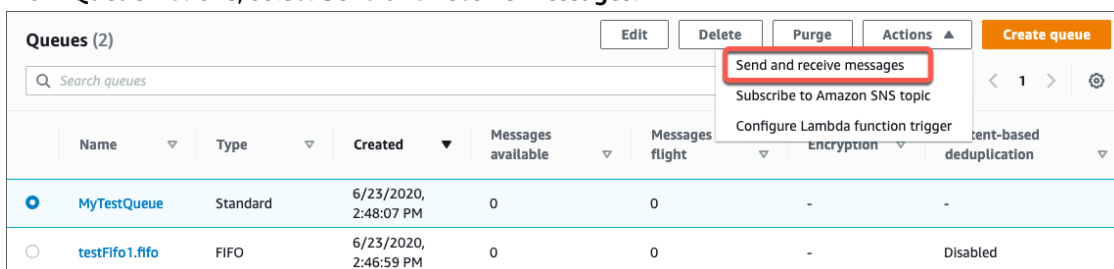 Queues (2)
Edit
Delete
Purge
Actions
Create queue
Search queues
Send and receive messages
Subscribe to Amazon SNS topic
Configure Lambda function trigger
1
Name
Type
Created
Messages
available
Messages
flight
Encryption
deduplication
MyTestQueue
Standard
6/23/2020,
2:48:07 PM
0
0
-
-
testFifo1.fifo
FIFO
6/23/2020,
2:46:59 PM
0
0
-
Disabled